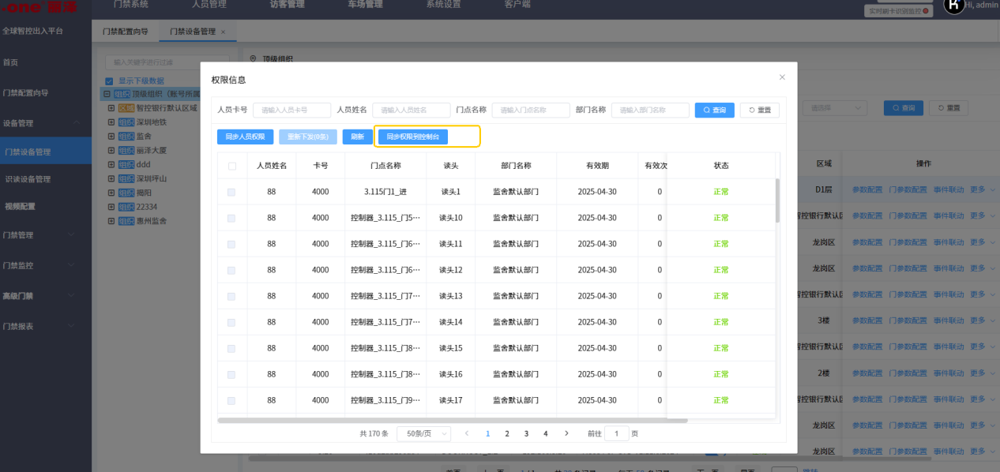 .one 丽泽
门禁系统 人员管理 访客管理 车场管理 系统设置 客户端
实时刷卡识别监控
Hi, admin
全球智控出入平台
首页
门禁配置向导
设备管理
门禁设备管理
识读设备管理
视频配置
门禁管理
门禁监控
高级门禁
门禁报表
门禁配置向导 门禁设备管理 ×
输入关键字进行过滤
显示下级数据
组织 顶级组织（账号所属
区域 智控银行默认区域
组织 深圳地铁
组织 监舍
组织 丽泽大厦
组织 ddd
组织 深圳坪山
组织 揭阳
组织 22334
组织 惠州监舍
顶级组织
权限信息
人员卡号 请输入人员卡号 人员姓名 请输入人员姓名 门点名称 请输入门点名称 部门名称 请输入部门名称 查询 重置
同步人员权限 重新下发(0条) 刷新 同步权限到控制台
人员姓名 卡号 门点名称 读头 部门名称 有效期 有效次 状态
88 4000 3.115门1_进 读头1 监舍默认部门 2025-04-30 0 正常
88 4000 控制器_3.115_门5… 读头10 监舍默认部门 2025-04-30 0 正常
88 4000 控制器_3.115_门6… 读头11 监舍默认部门 2025-04-30 0 正常
88 4000 控制器_3.115_门6… 读头12 监舍默认部门 2025-04-30 0 正常
88 4000 控制器_3.115_门7… 读头13 监舍默认部门 2025-04-30 0 正常
88 4000 控制器_3.115_门7… 读头14 监舍默认部门 2025-04-30 0 正常
88 4000 控制器_3.115_门8… 读头15 监舍默认部门 2025-04-30 0 正常
88 4000 控制器_3.115_门8… 读头16 监舍默认部门 2025-04-30 0 正常
88 4000 控制器_3.115_门9… 读头17 监舍默认部门 2025-04-30 0 正常
共 170 条 50条/页 1 2 3 4 前往 1 页
请选择 查询 重置
区域 操作
D1层 参数配置 门参数配置 事件联动 更多
智控银行默认区 参数配置 门参数配置 事件联动 更多
龙岗区 参数配置 门参数配置 事件联动 更多
龙岗区 参数配置 门参数配置 事件联动 更多
智控银行默认区 参数配置 门参数配置 事件联动 更多
3楼 参数配置 门参数配置 事件联动 更多
智控银行默认区 参数配置 门参数配置 事件联动 更多
2楼 参数配置 门参数配置 事件联动 更多
智控银行默认区 参数配置 门参数配置 事件联动 更多
龙岗区 参数配置 门参数配置 事件联动 更多
龙岗区 参数配置 门参数配置 事件联动 更多